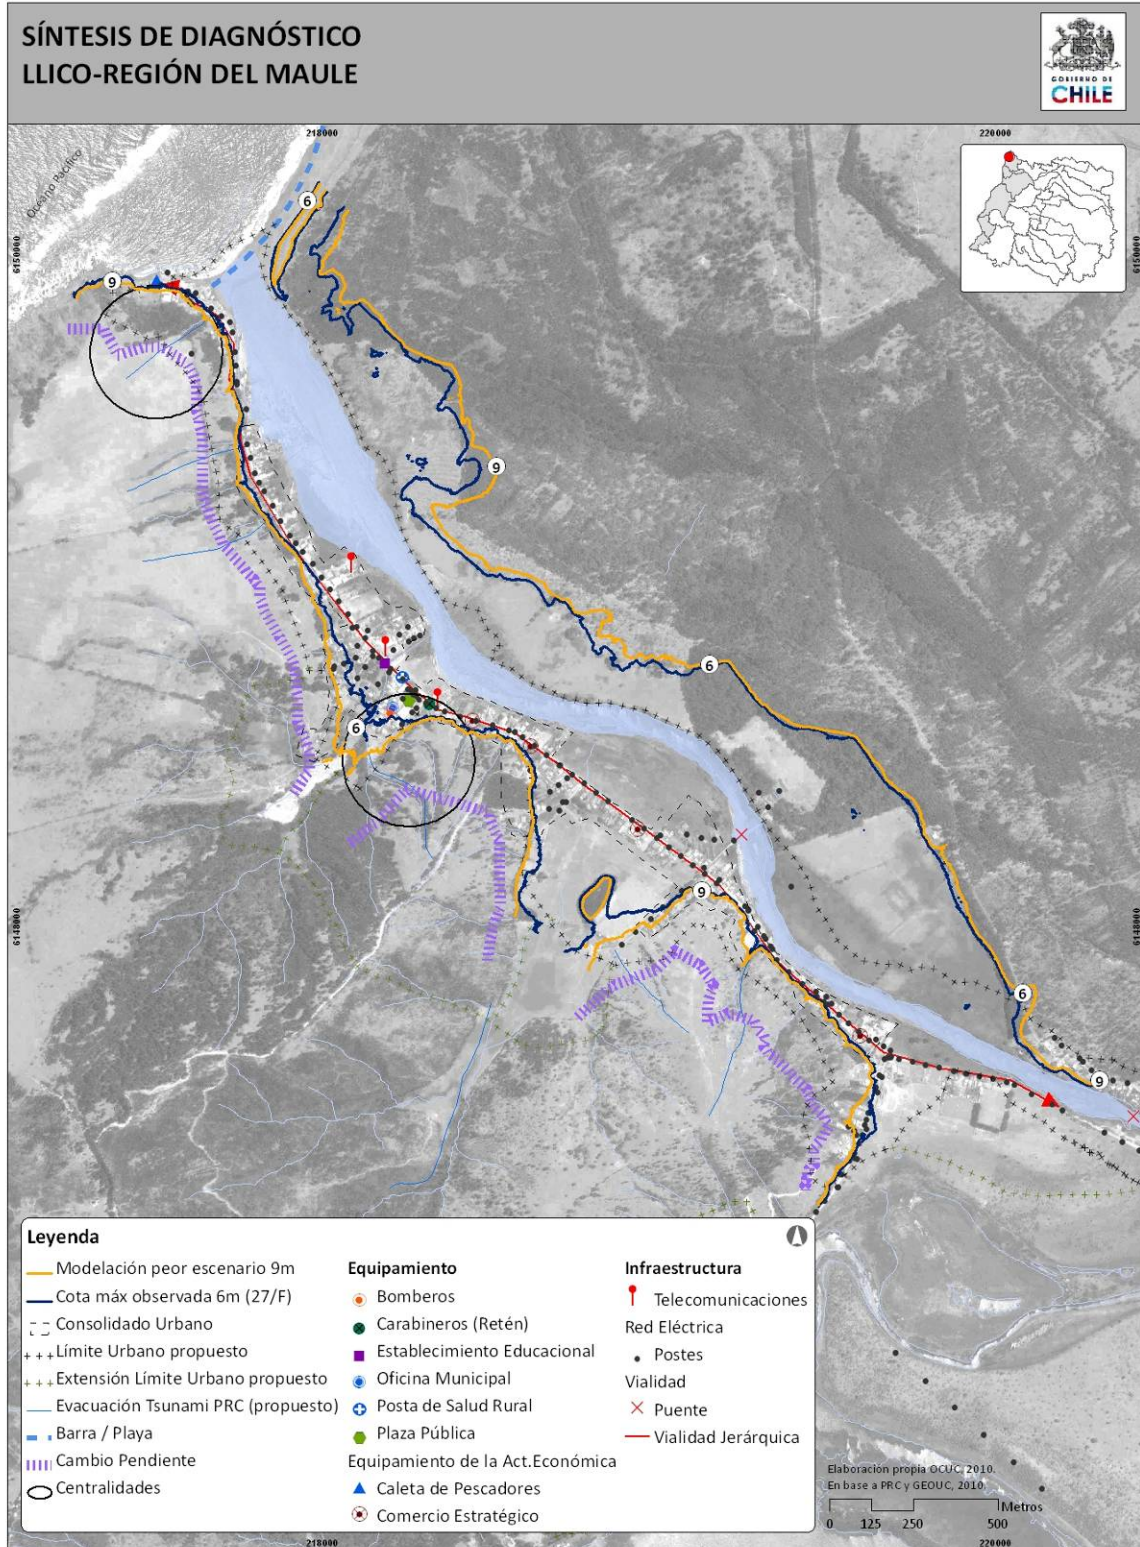 SÍNTESIS DE DIAGNÓSTICO
LLICO-REGIÓN DEL MAULE
GOBIERNO DE
CHILE
218000
220000
Océano Pacífico
6150000
6150000
6
9
9
6
6
9
6
9
6148000
6148000
Leyenda
Modelación peor escenario 9m
Cota máx observada 6m (27/F)
Consolidado Urbano
Límite Urbano propuesto
Extensión Límite Urbano propuesto
Evacuación Tsunami PRC (propuesto)
Barra / Playa
Cambio Pendiente
Centralidades
Equipamiento
Bomberos
Carabineros (Retén)
Establecimiento Educacional
Oficina Municipal
Posta de Salud Rural
Plaza Pública
Equipamiento de la Act.Económica
Caleta de Pescadores
Comercio Estratégico
Infraestructura
Telecomunicaciones
Red Eléctrica
Postes
Vialidad
Puente
Vialidad Jerárquica
Elaboración propia OCUC, 2010.
En base a PRC y GEOUC, 2010.
Metros
0 125 250 500
218000
220000